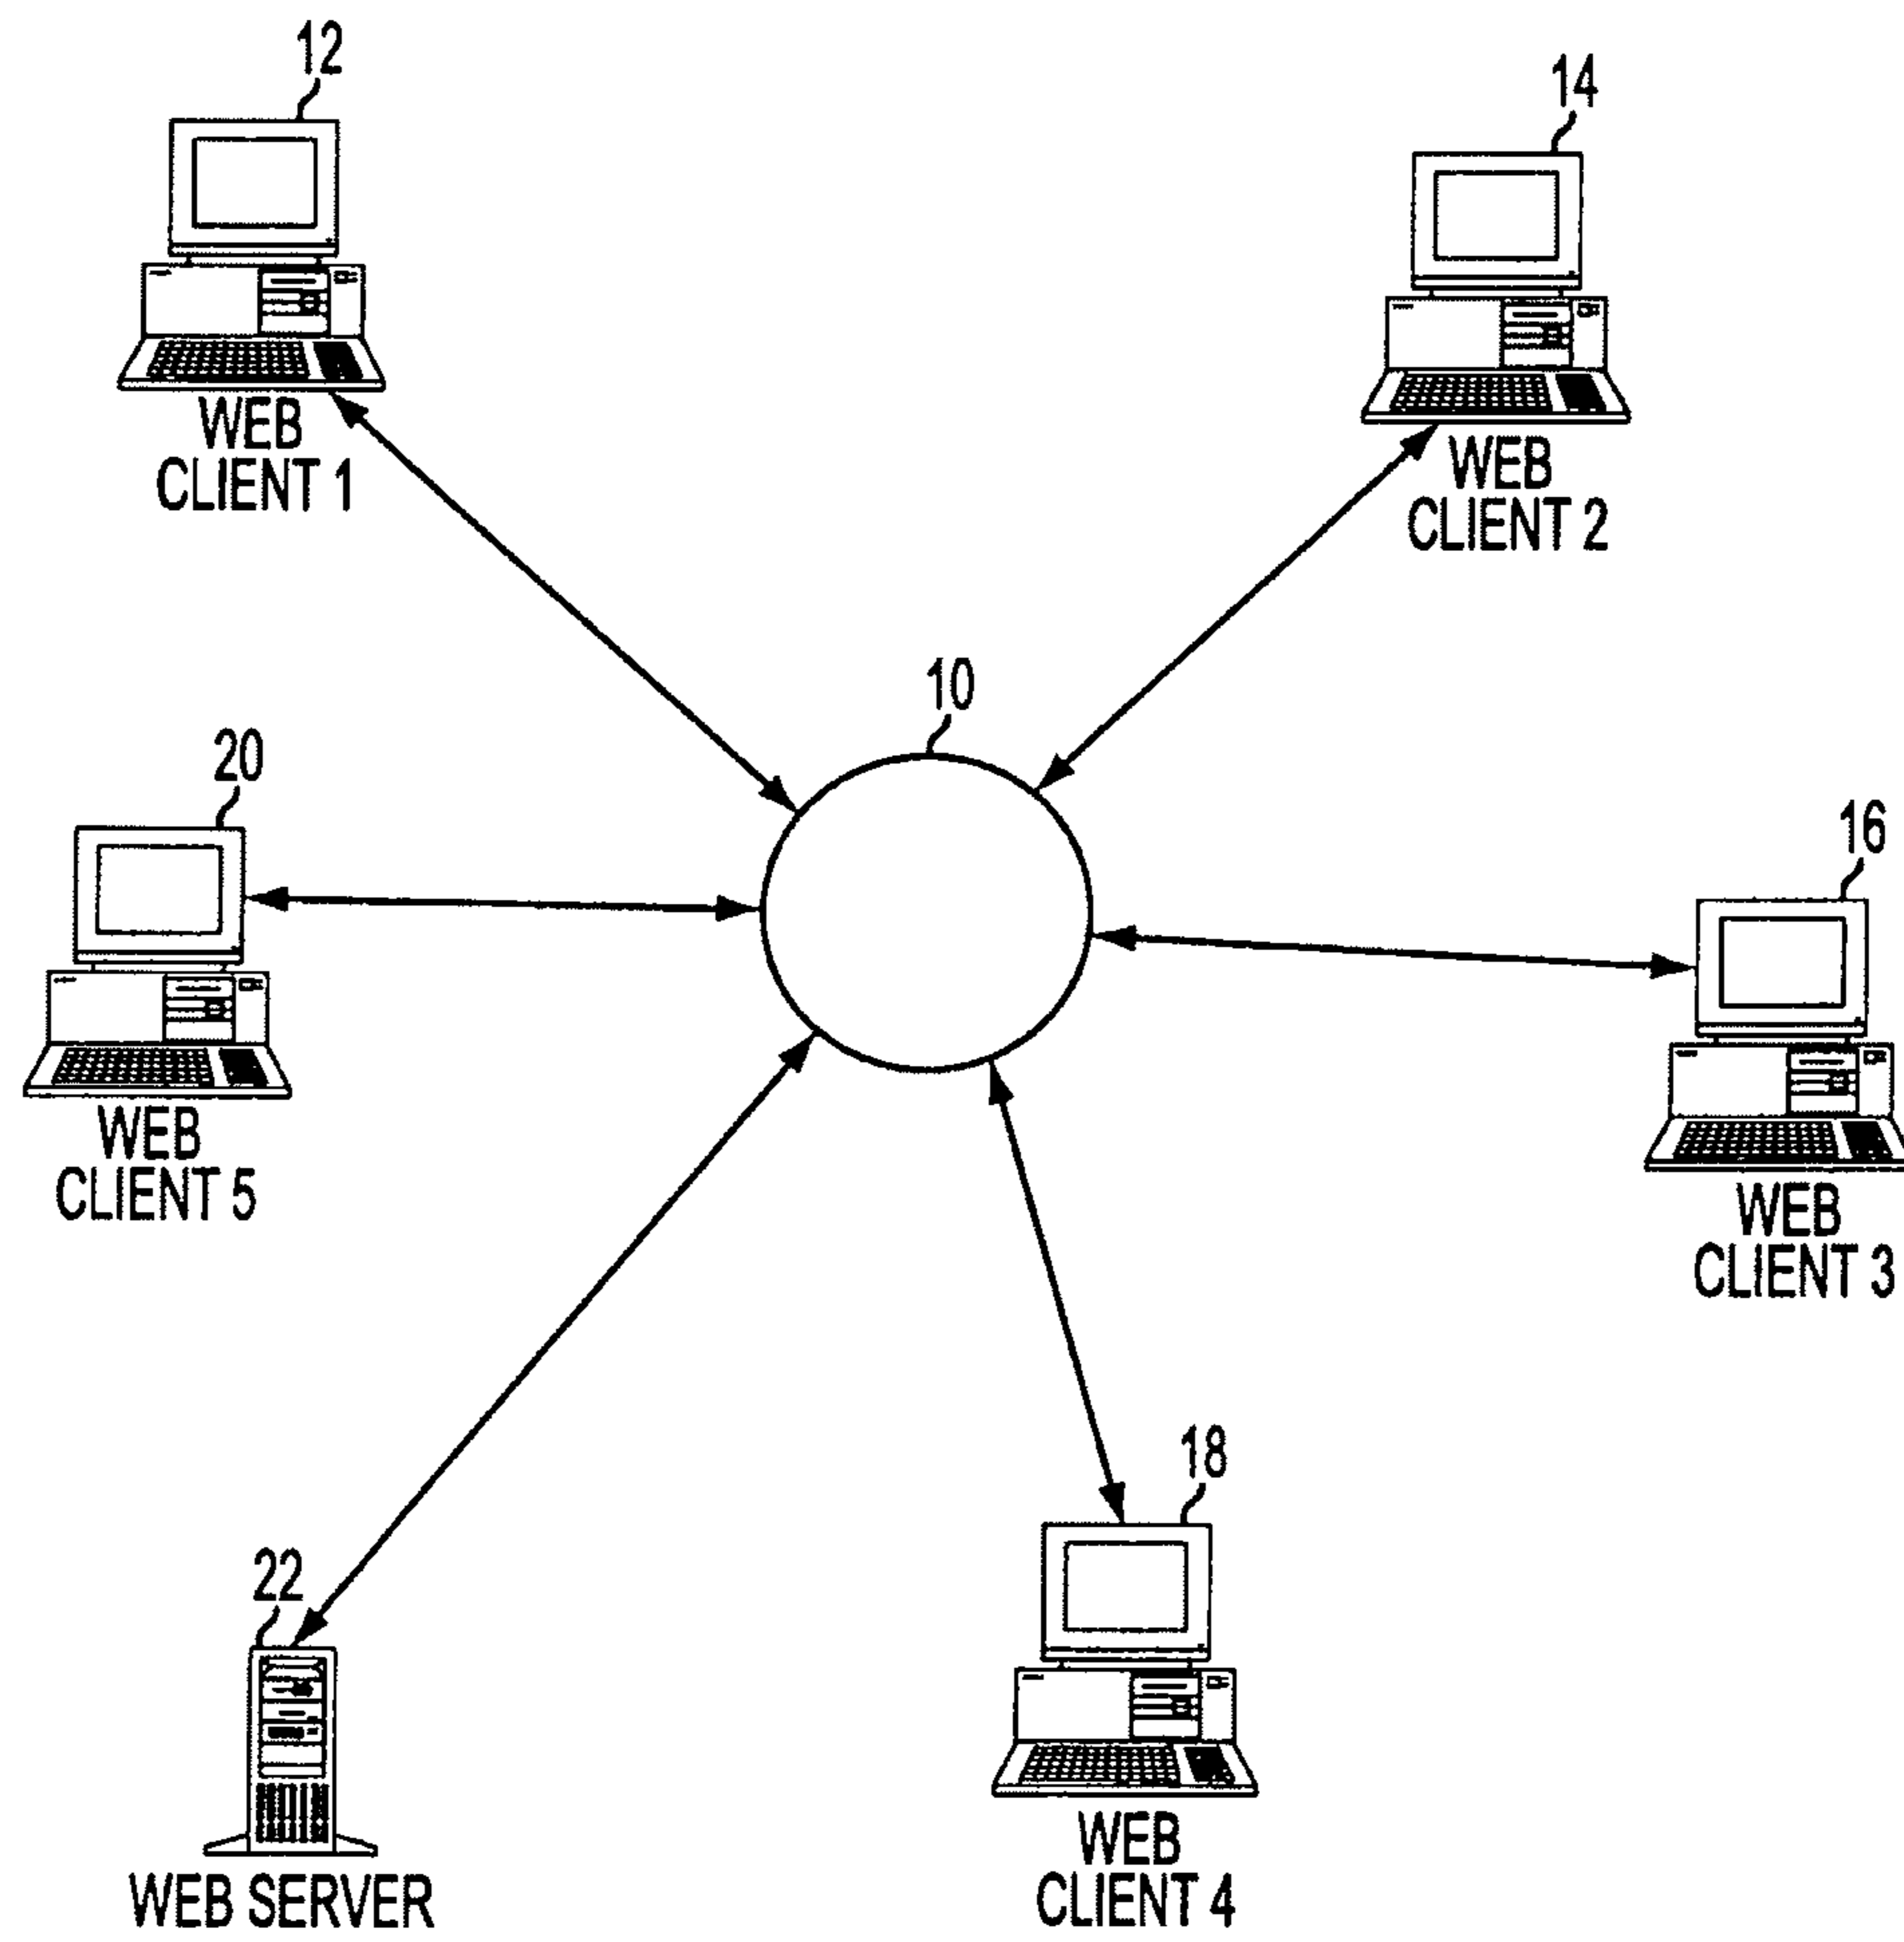 12
WEB
CLIENT 1
14
WEB
CLIENT 2
10
20
WEB
CLIENT 5
16
WEB
CLIENT 3
18
WEB
CLIENT 4
22
WEB SERVER